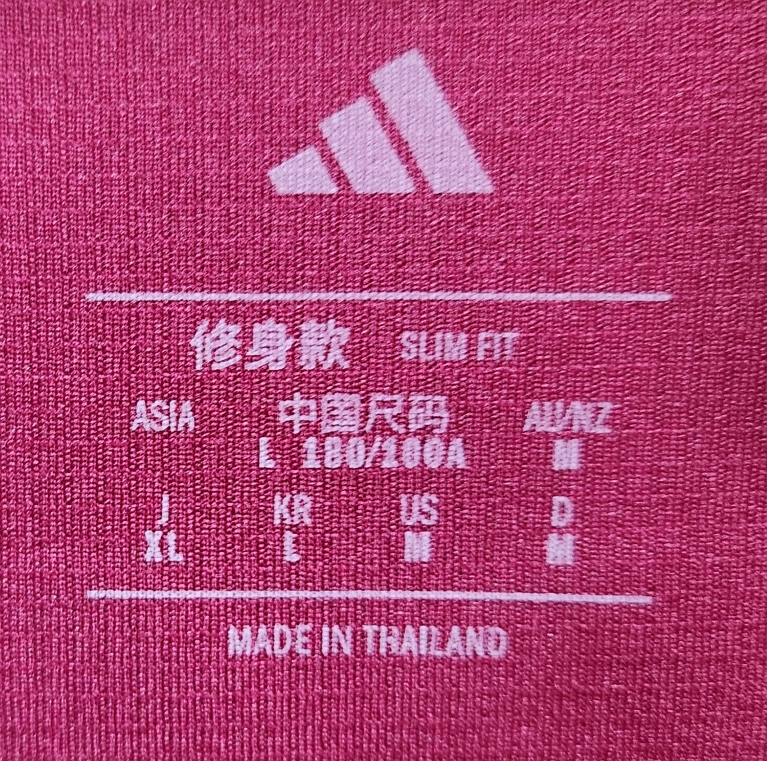 修身款 SLIM FIT
ASIA 中国尺码 AU/NZ
L 180/100A M
J KR US D
XL L M M
MADE IN THAILAND